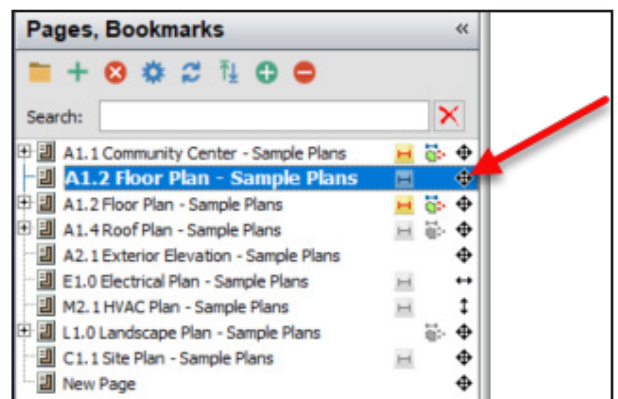 Pages, Bookmarks
Search:
A1.1 Community Center - Sample Plans
A1.2 Floor Plan - Sample Plans
A1.2 Floor Plan - Sample Plans
A1.4 Roof Plan - Sample Plans
A2.1 Exterior Elevation - Sample Plans
E1.0 Electrical Plan - Sample Plans
M2.1 HVAC Plan - Sample Plans
L1.0 Landscape Plan - Sample Plans
C1.1 Site Plan - Sample Plans
New Page